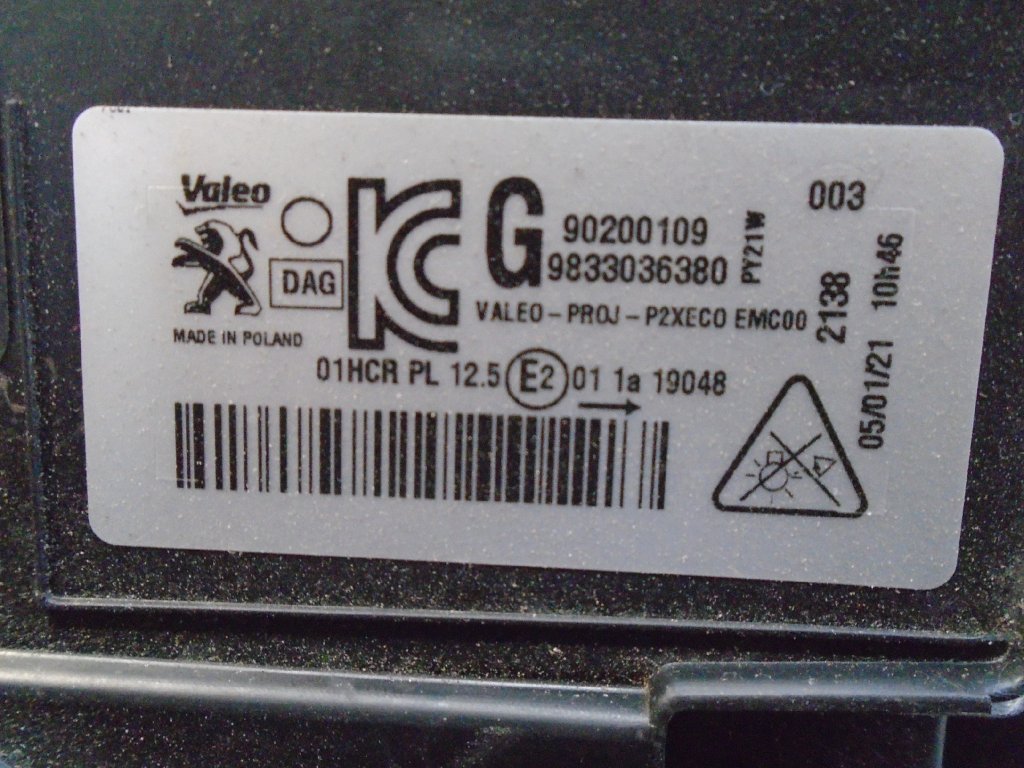 Valeo
DAG
MADE IN POLAND
KC
G
90200109
9833036380
PY21W
VALEO-PROJ-P2XECO EMC00
003
2138
05/01/21 10h46
01HCR PL 12.5 E2 01 1a 19048